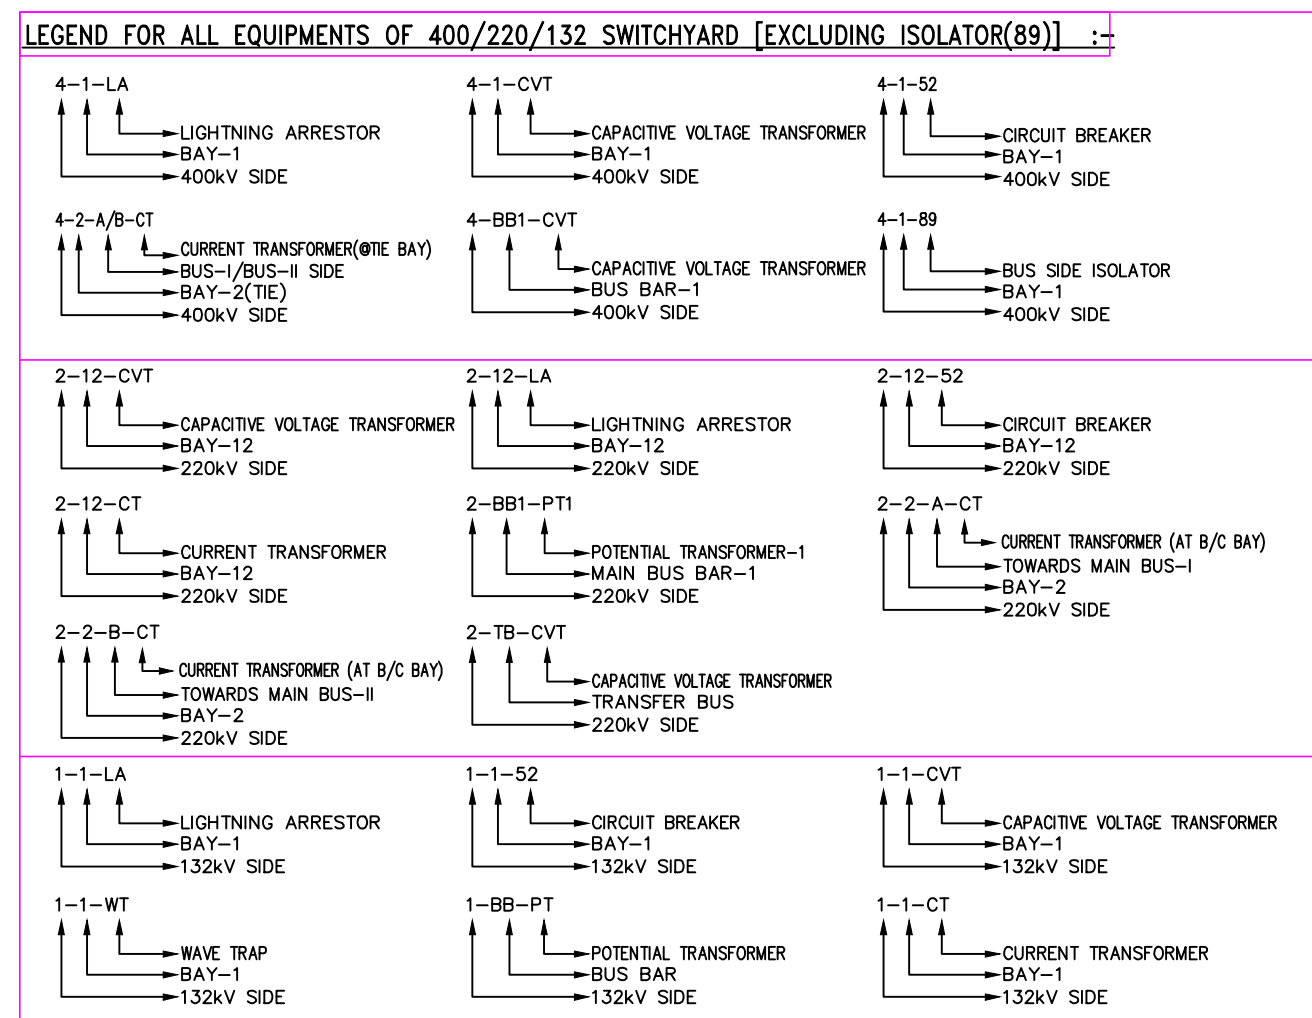 LEGEND FOR ALL EQUIPMENTS OF 400/220/132 SWITCHYARD [EXCLUDING ISOLATOR(89)] :-
4-1-LA
LIGHTNING ARRESTOR
BAY-1
400kV SIDE
4-1-CVT
CAPACITIVE VOLTAGE TRANSFORMER
BAY-1
400kV SIDE
4-1-52
CIRCUIT BREAKER
BAY-1
400kV SIDE
4-2-A/B-CT
CURRENT TRANSFORMER(@TIE BAY)
BUS-I/BUS-II SIDE
BAY-2(TIE)
400kV SIDE
4-BB1-CVT
CAPACITIVE VOLTAGE TRANSFORMER
BUS BAR-1
400kV SIDE
4-1-89
BUS SIDE ISOLATOR
BAY-1
400kV SIDE
2-12-CVT
CAPACITIVE VOLTAGE TRANSFORMER
BAY-12
220kV SIDE
2-12-LA
LIGHTNING ARRESTOR
BAY-12
220kV SIDE
2-12-52
CIRCUIT BREAKER
BAY-12
220kV SIDE
2-12-CT
CURRENT TRANSFORMER
BAY-12
220kV SIDE
2-BB1-PT1
POTENTIAL TRANSFORMER-1
MAIN BUS BAR-1
220kV SIDE
2-2-A-CT
CURRENT TRANSFORMER (AT B/C BAY)
TOWARDS MAIN BUS-I
BAY-2
220kV SIDE
2-2-B-CT
CURRENT TRANSFORMER (AT B/C BAY)
TOWARDS MAIN BUS-II
BAY-2
220kV SIDE
2-TB-CVT
CAPACITIVE VOLTAGE TRANSFORMER
TRANSFER BUS
220kV SIDE
1-1-LA
LIGHTNING ARRESTOR
BAY-1
132kV SIDE
1-1-52
CIRCUIT BREAKER
BAY-1
132kV SIDE
1-1-CVT
CAPACITIVE VOLTAGE TRANSFORMER
BAY-1
132kV SIDE
1-1-WT
WAVE TRAP
BAY-1
132kV SIDE
1-BB-PT
POTENTIAL TRANSFORMER
BUS BAR
132kV SIDE
1-1-CT
CURRENT TRANSFORMER
BAY-1
132kV SIDE